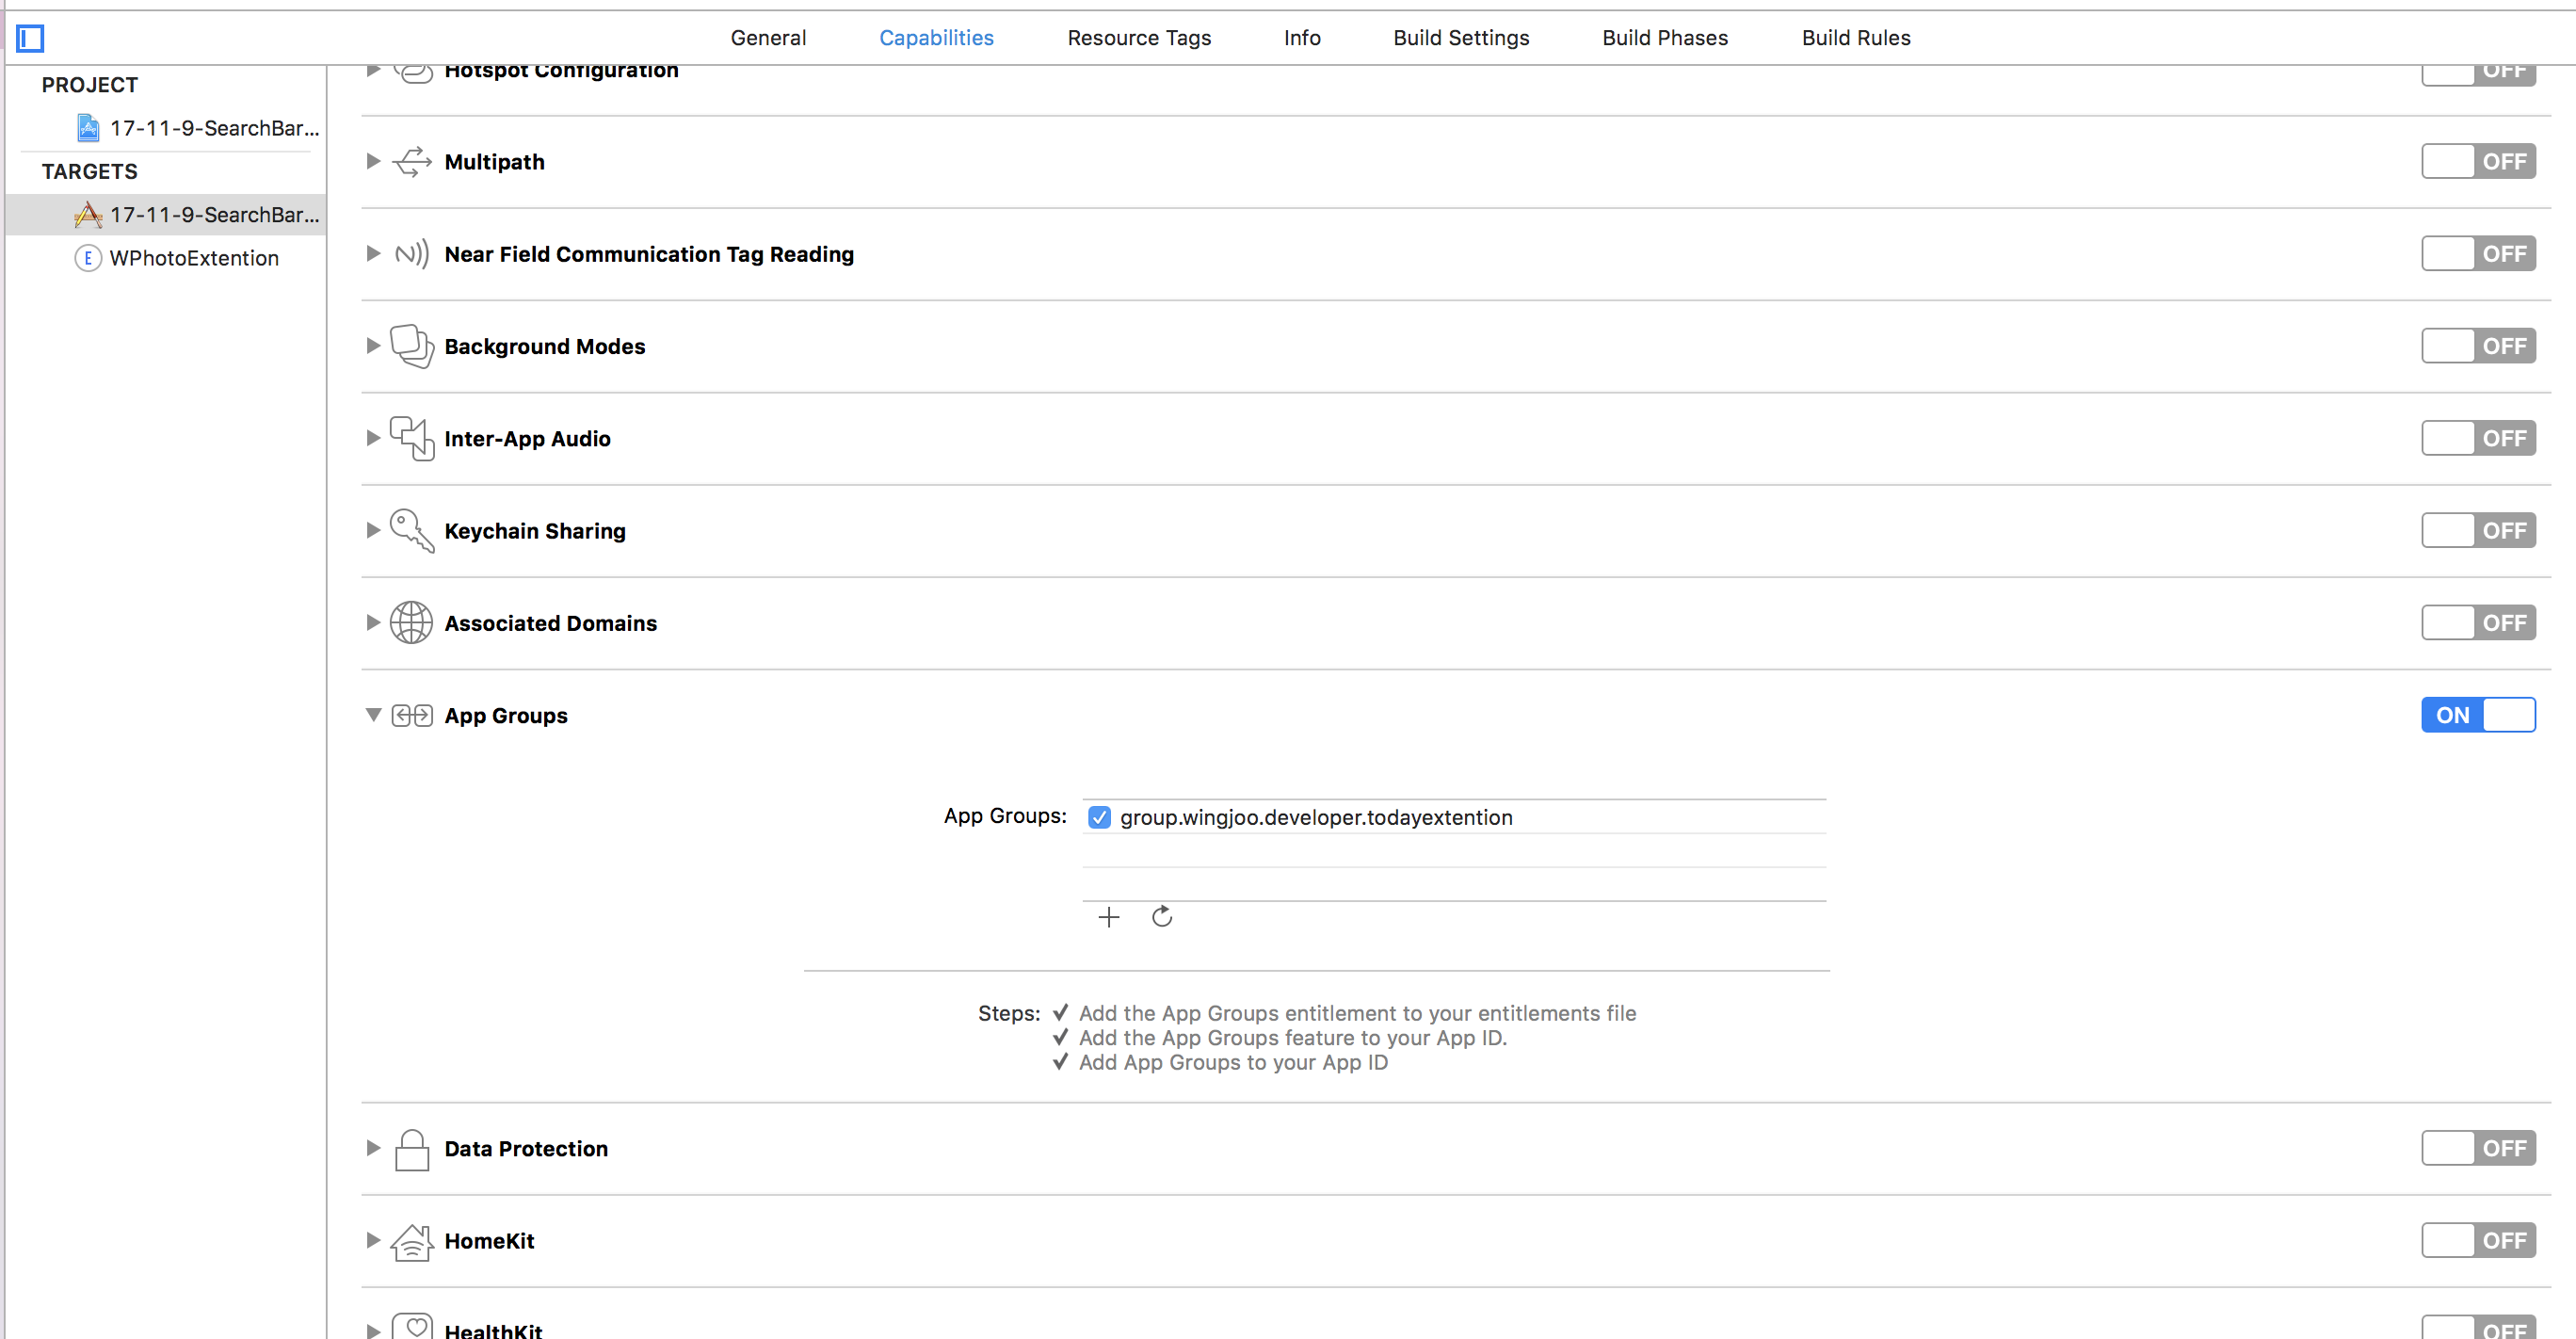 General Capabilities Resource Tags Info Build Settings Build Phases Build Rules
PROJECT
17-11-9-SearchBar...
TARGETS
17-11-9-SearchBar...
E WPhotoExtention
Hotspot Configuration OFF
Multipath OFF
Near Field Communication Tag Reading OFF
Background Modes OFF
Inter-App Audio OFF
Keychain Sharing OFF
Associated Domains OFF
App Groups ON
App Groups: group.wingjoo.developer.todayextention
Steps: ✓ Add the App Groups entitlement to your entitlements file
✓ Add the App Groups feature to your App ID.
✓ Add App Groups to your App ID
Data Protection OFF
HomeKit OFF
HealthKit OFF